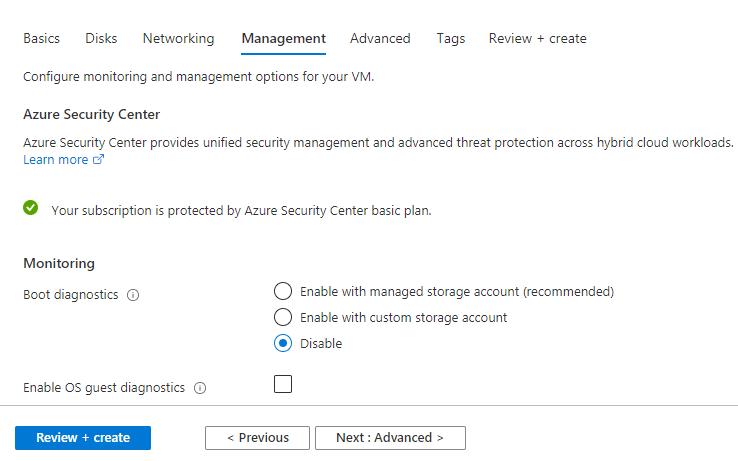 Basics Disks Networking Management Advanced Tags Review + create
Configure monitoring and management options for your VM.
Azure Security Center
Azure Security Center provides unified security management and advanced threat protection across hybrid cloud workloads.
Learn more
Your subscription is protected by Azure Security Center basic plan.
Monitoring
Boot diagnostics
Enable with managed storage account (recommended)
Enable with custom storage account
Disable
Enable OS guest diagnostics
Review + create < Previous Next : Advanced >